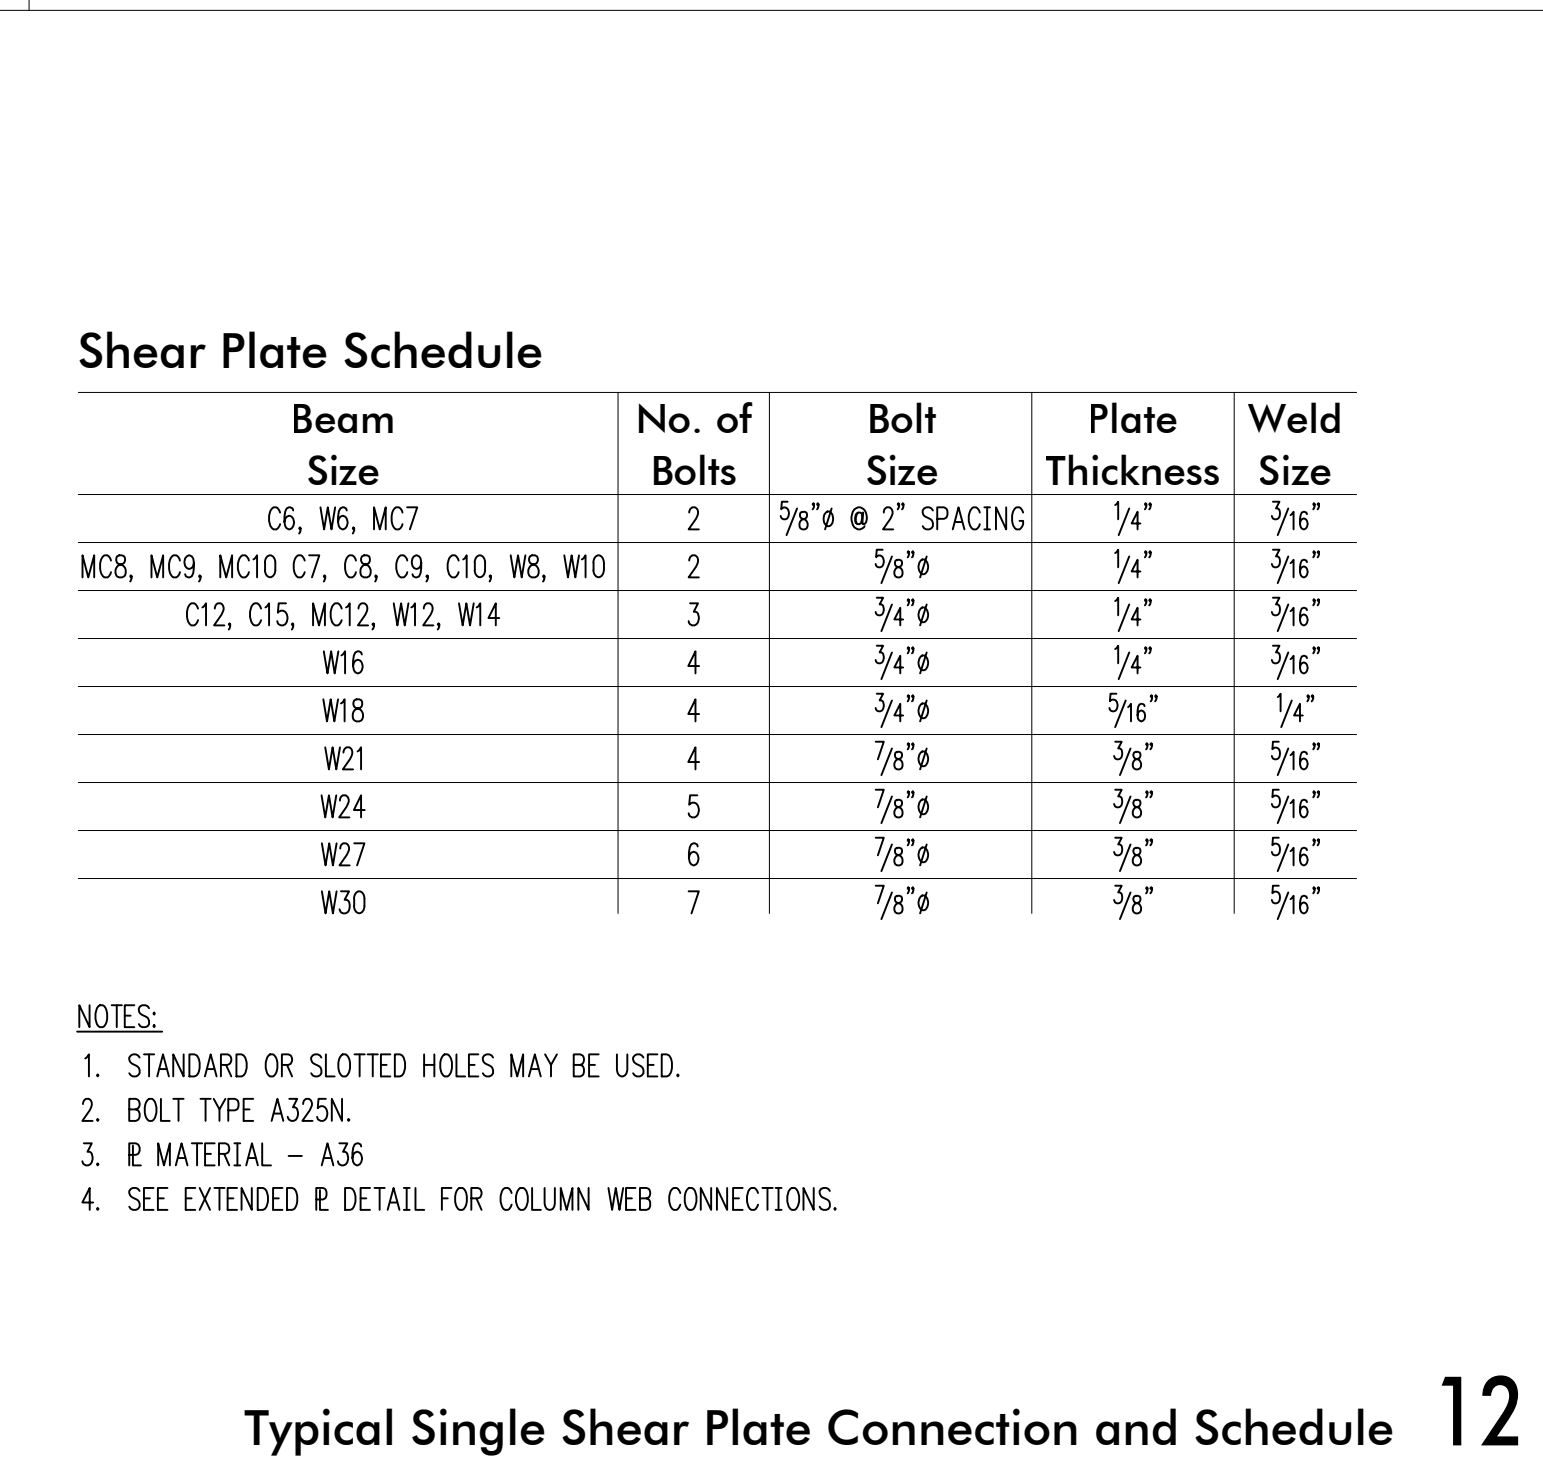 Shear Plate Schedule
Beam Size No. of Bolts Bolt Size Plate Thickness Weld Size
C6, W6, MC7 2 5/8"ø @ 2" SPACING 1/4" 3/16"
MC8, MC9, MC10 C7, C8, C9, C10, W8, W10 2 5/8"ø 1/4" 3/16"
C12, C15, MC12, W12, W14 3 3/4"ø 1/4" 3/16"
W16 4 3/4"ø 1/4" 3/16"
W18 4 3/4"ø 5/16" 1/4"
W21 4 7/8"ø 3/8" 5/16"
W24 5 7/8"ø 3/8" 5/16"
W27 6 7/8"ø 3/8" 5/16"
W30 7 7/8"ø 3/8" 5/16"
NOTES:
1. STANDARD OR SLOTTED HOLES MAY BE USED.
2. BOLT TYPE A325N.
3. PL MATERIAL – A36
4. SEE EXTENDED PL DETAIL FOR COLUMN WEB CONNECTIONS.
Typical Single Shear Plate Connection and Schedule 12